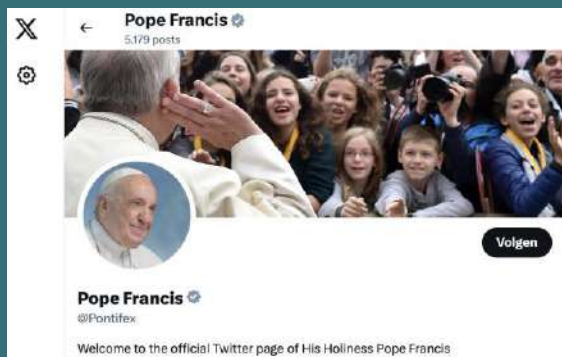 Pope Francis
5.179 posts
Volgen
Pope Francis
@Pontifex
Welcome to the official Twitter page of His Holiness Pope Francis